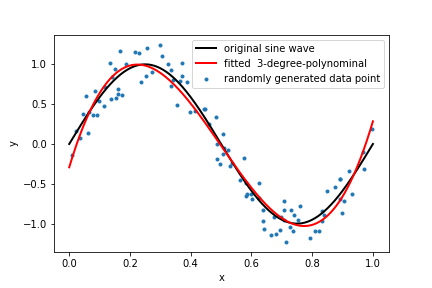 original sine wave
fitted  3-degree-polynominal
randomly generated data point
1.0
0.5
0.0
−0.5
−1.0
y
0.0 0.2 0.4 0.6 0.8 1.0
x